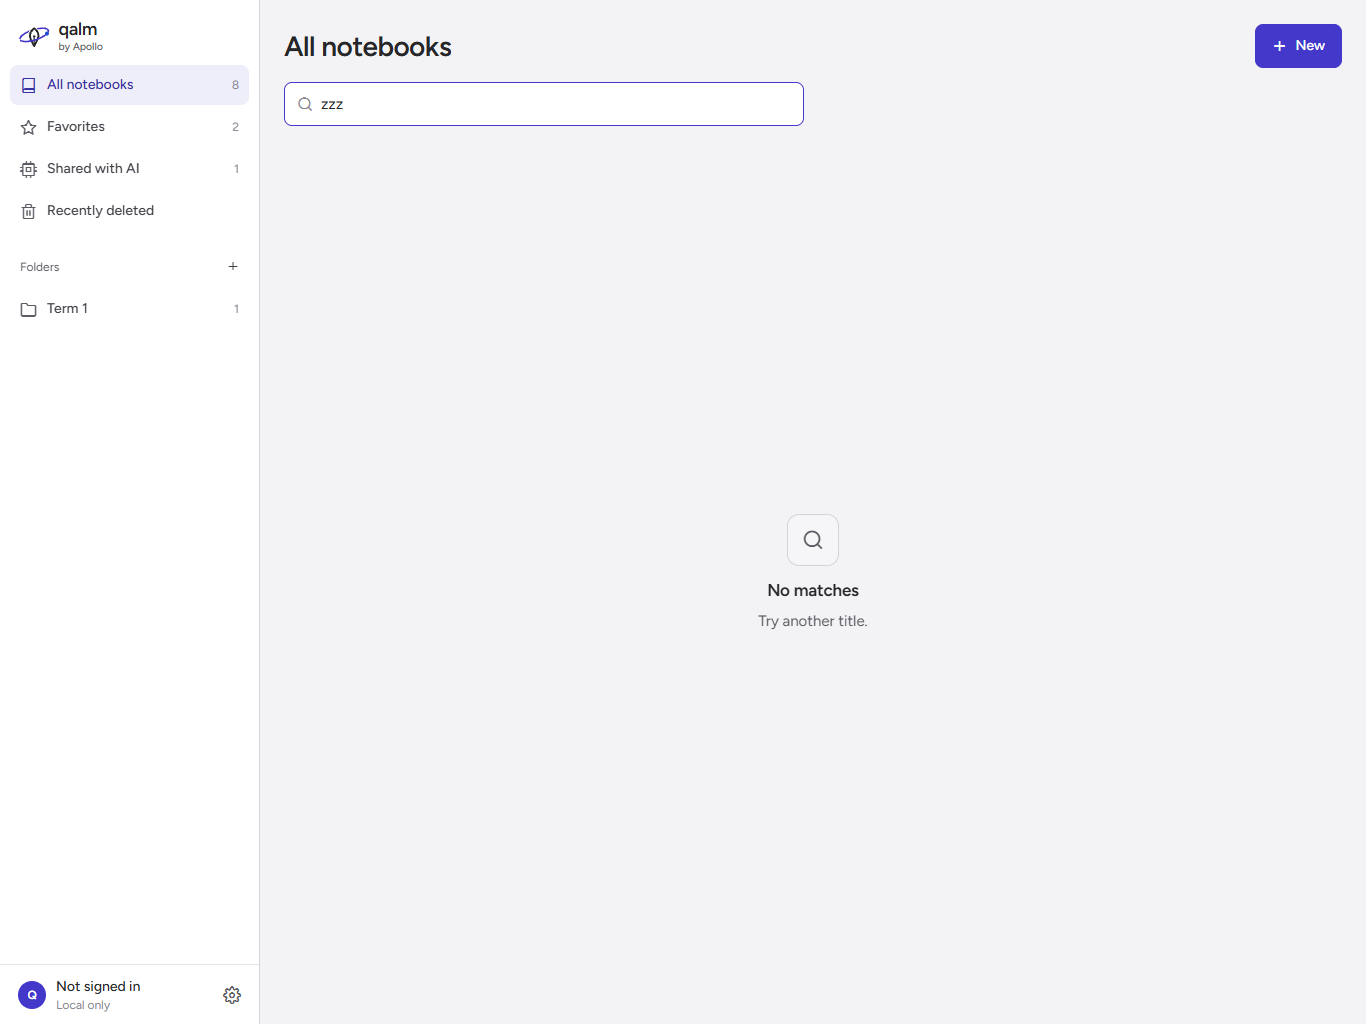 qalm
by Apollo
All notebooks 8
Favorites 2
Shared with AI 1
Recently deleted
Folders +
Term 1 1
Not signed in
Local only
Q
All notebooks
+ New
zzz
No matches
Try another title.